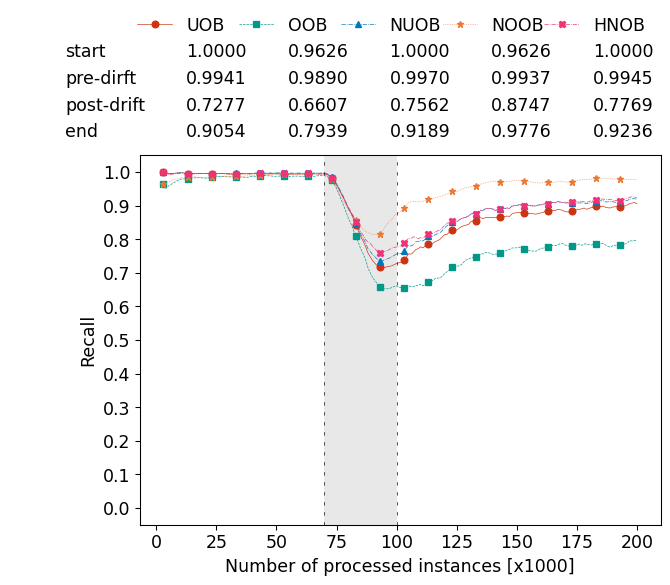 UOB OOB NUOB NOOB HNOB
start 1.0000 0.9626 1.0000 0.9626 1.0000
pre-dirft 0.9941 0.9890 0.9970 0.9937 0.9945
post-drift 0.7277 0.6607 0.7562 0.8747 0.7769
end 0.9054 0.7939 0.9189 0.9776 0.9236
1.0
0.9
0.8
0.7
0.6
0.5
0.4
0.3
0.2
0.1
0.0
Recall
0 25 50 75 100 125 150 175 200
Number of processed instances [x1000]